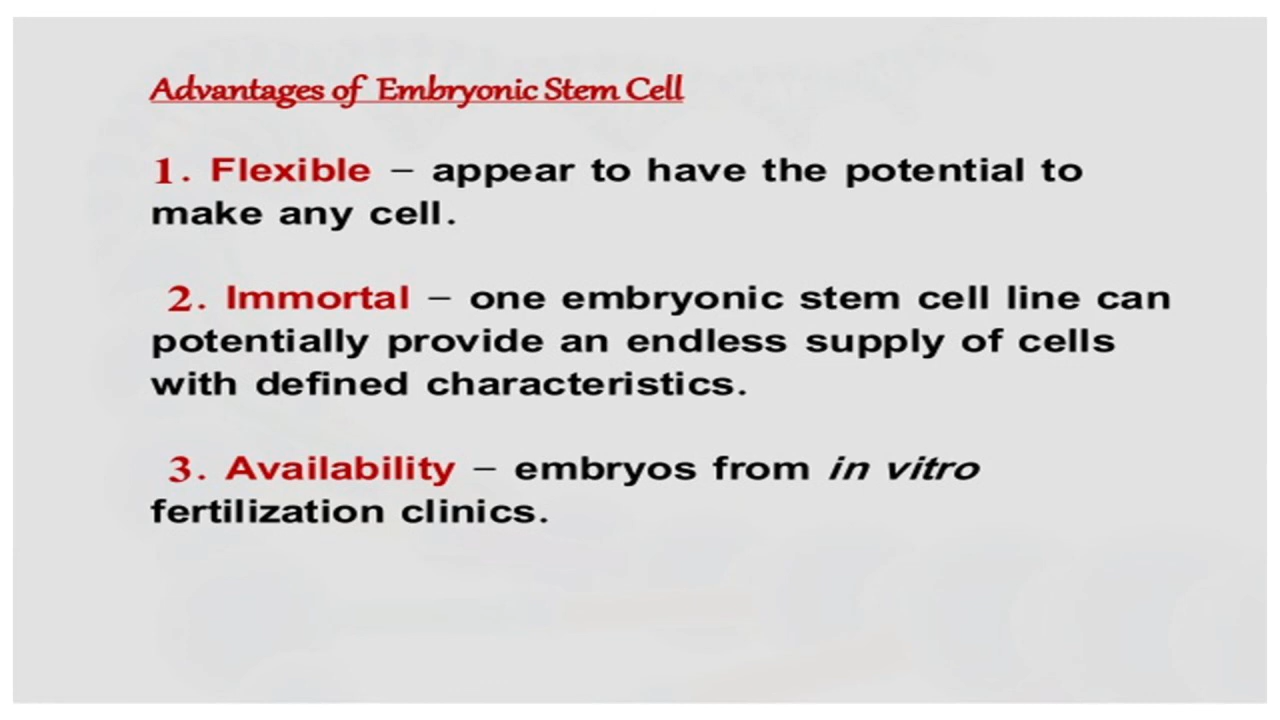 Advantages of Embryonic Stem Cell
1. Flexible – appear to have the potential to
make any cell.
2. Immortal – one embryonic stem cell line can
potentially provide an endless supply of cells
with defined characteristics.
3. Availability – embryos from in vitro
fertilization clinics.